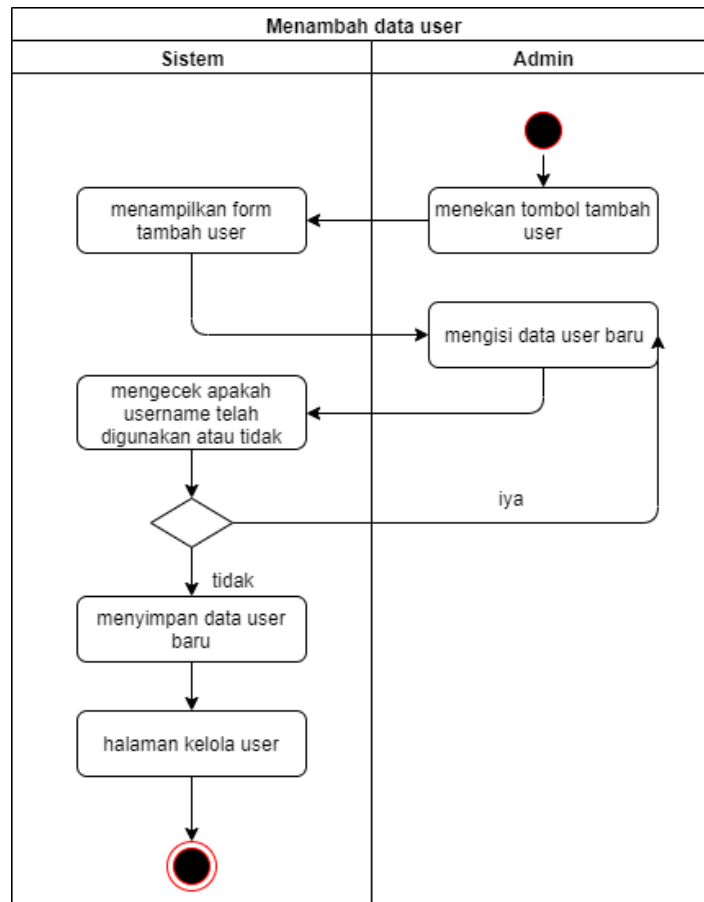 Menambah data user
Sistem
Admin
menampilkan form
tambah user
menekan tombol tambah
user
mengisi data user baru
mengecek apakah
username telah
digunakan atau tidak
iya
tidak
menyimpan data user
baru
halaman kelola user